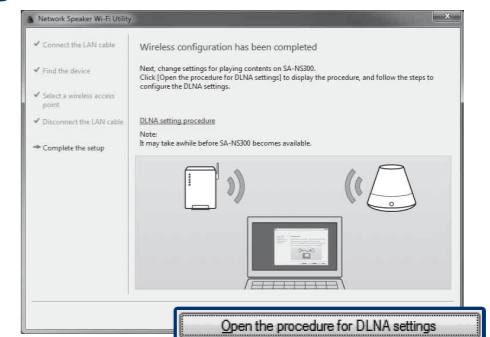 Network Speaker Wi-Fi Utility
Connect the LAN cable
Find the device
Select a wireless access
point
Disconnect the LAN cable
Complete the setup
Wireless configuration has been completed
Next, change settings for playing contents on SA-NS300.
Click [Open the procedure for DLNA settings] to display the procedure, and follow the steps to
configure the DLNA settings.
DLNA setting procedure
Note:
It may take awhile before SA-NS300 becomes available.
Open the procedure for DLNA settings